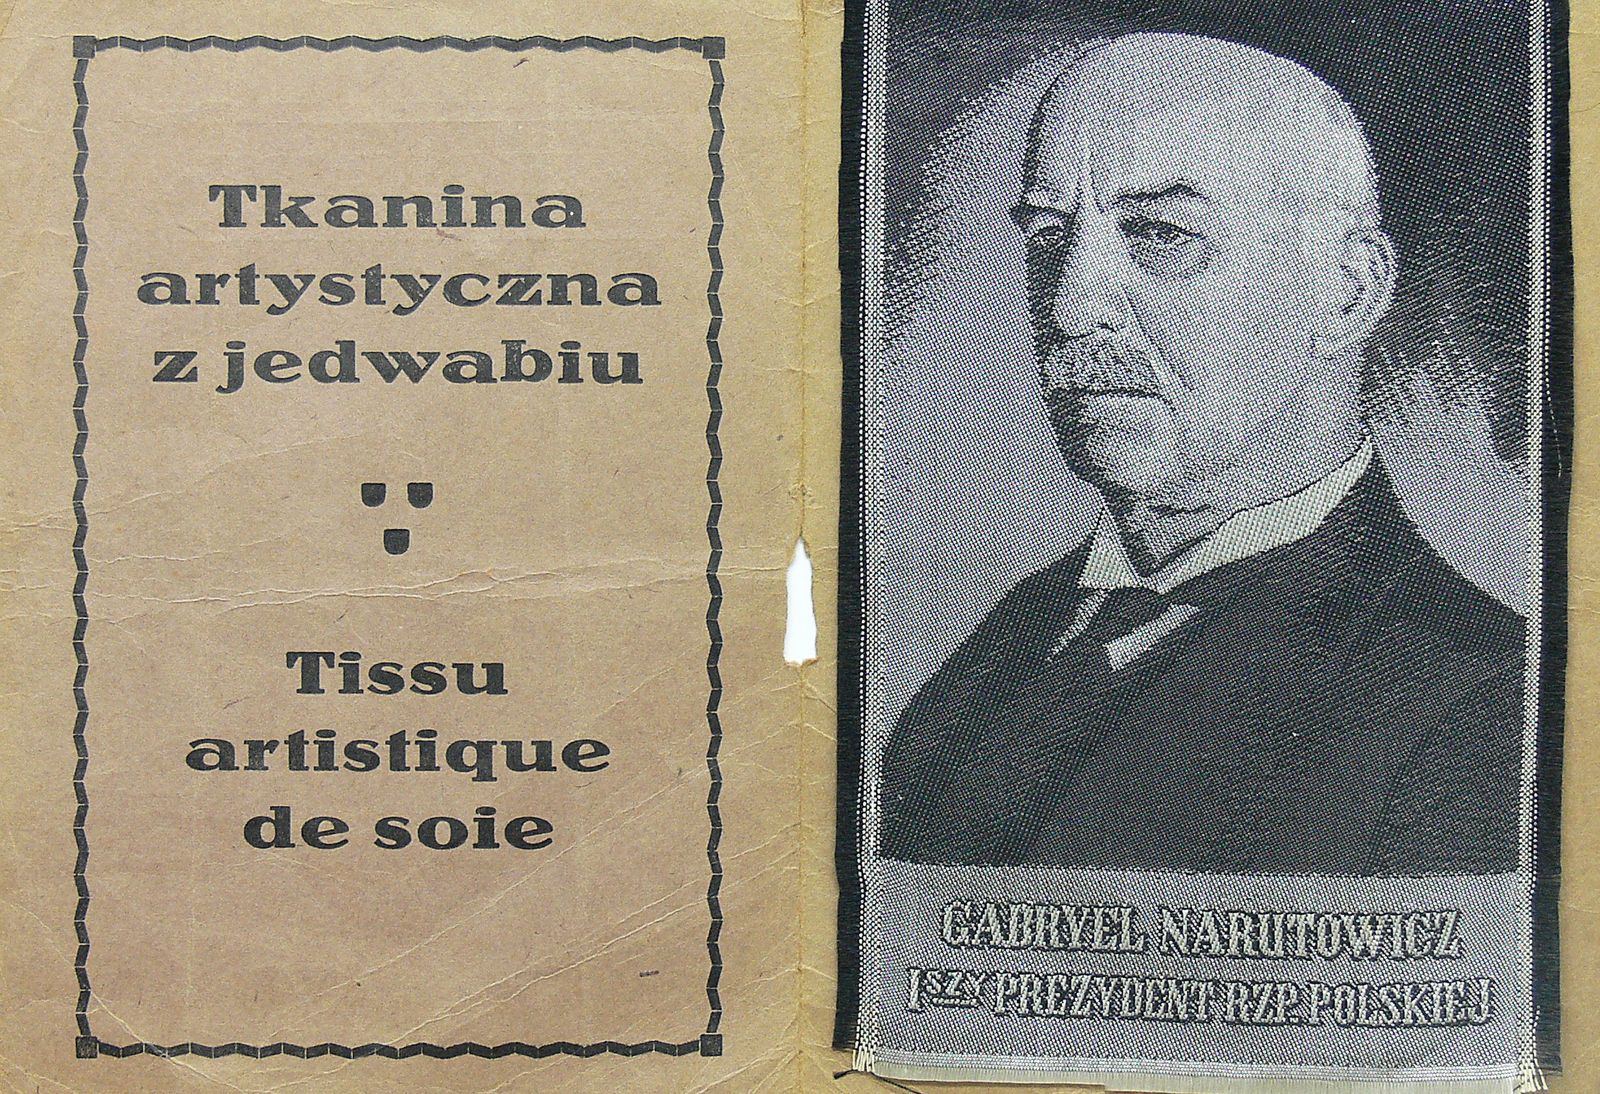 Tkanina
artystyczna
z jedwabiu
Tissu
artistique
de soie
GABRYEL NARUTOWICZ
1SZY PREZYDENT RZP. POLSKIEJ